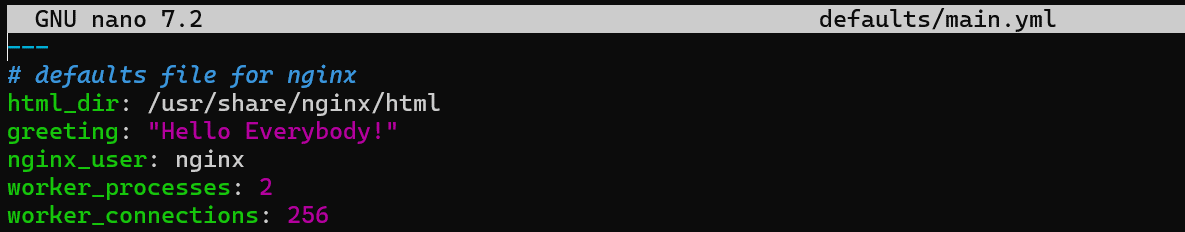 GNU nano 7.2 defaults/main.yml
---
# defaults file for nginx
html_dir: /usr/share/nginx/html
greeting: "Hello Everybody!"
nginx_user: nginx
worker_processes: 2
worker_connections: 256